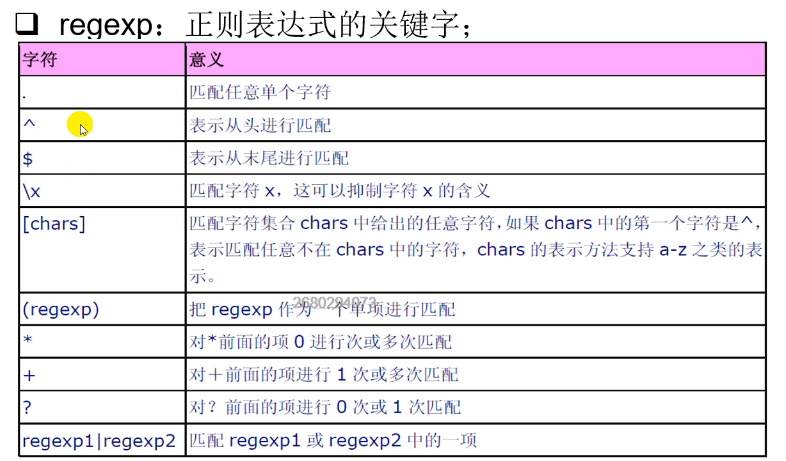 ❑ regexp：正则表达式的关键字；
字符 意义
. 匹配任意单个字符
^ 表示从头进行匹配
$ 表示从末尾进行匹配
\x 匹配字符 x，这可以抑制字符 x 的含义
[chars] 匹配字符集合 chars 中给出的任意字符，如果 chars 中的第一个字符是^，
表示匹配任意不在 chars 中的字符，chars 的表示方法支持 a-z 之类的表
示。
(regexp) 把 regexp 作为一个单项进行匹配
2680294073
* 对*前面的项 0 进行次或多次匹配
+ 对＋前面的项进行 1 次或多次匹配
? 对？前面的项进行 0 次或 1 次匹配
regexp1|regexp2 匹配 regexp1 或 regexp2 中的一项